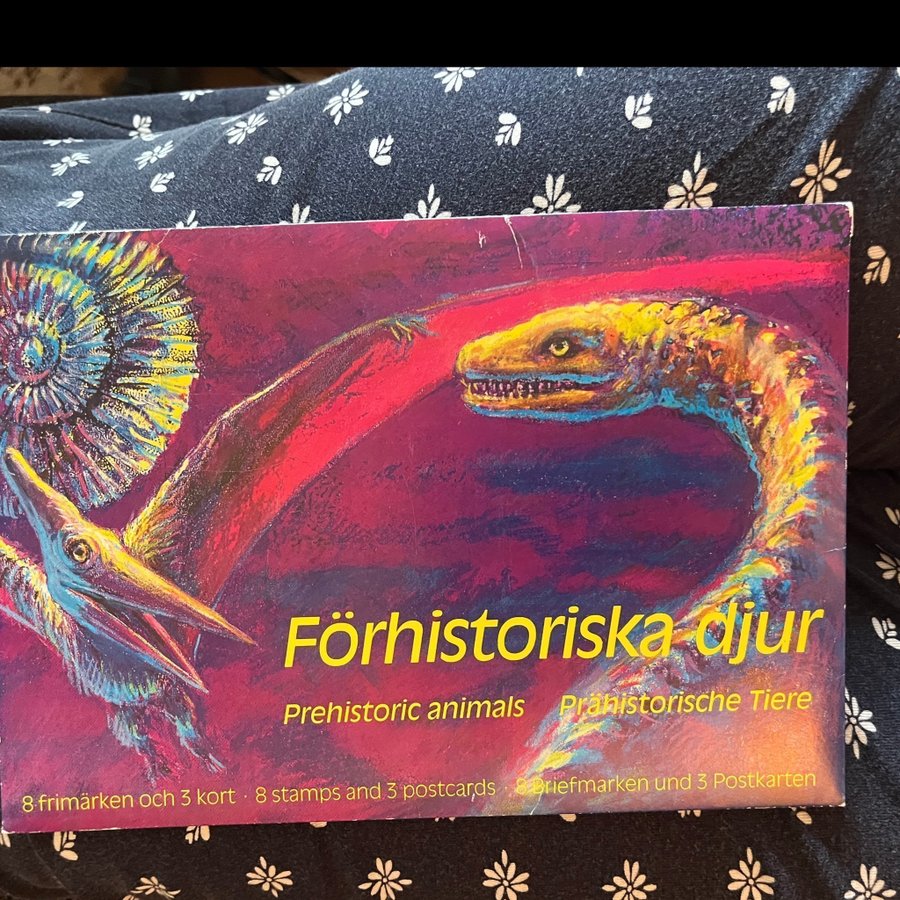 Förhistoriska djur
Prehistoric animals Prähistorische Tiere
8 frimärken och 3 kort · 8 stamps and 3 postcards · 8 Briefmarken und 3 Postkarten